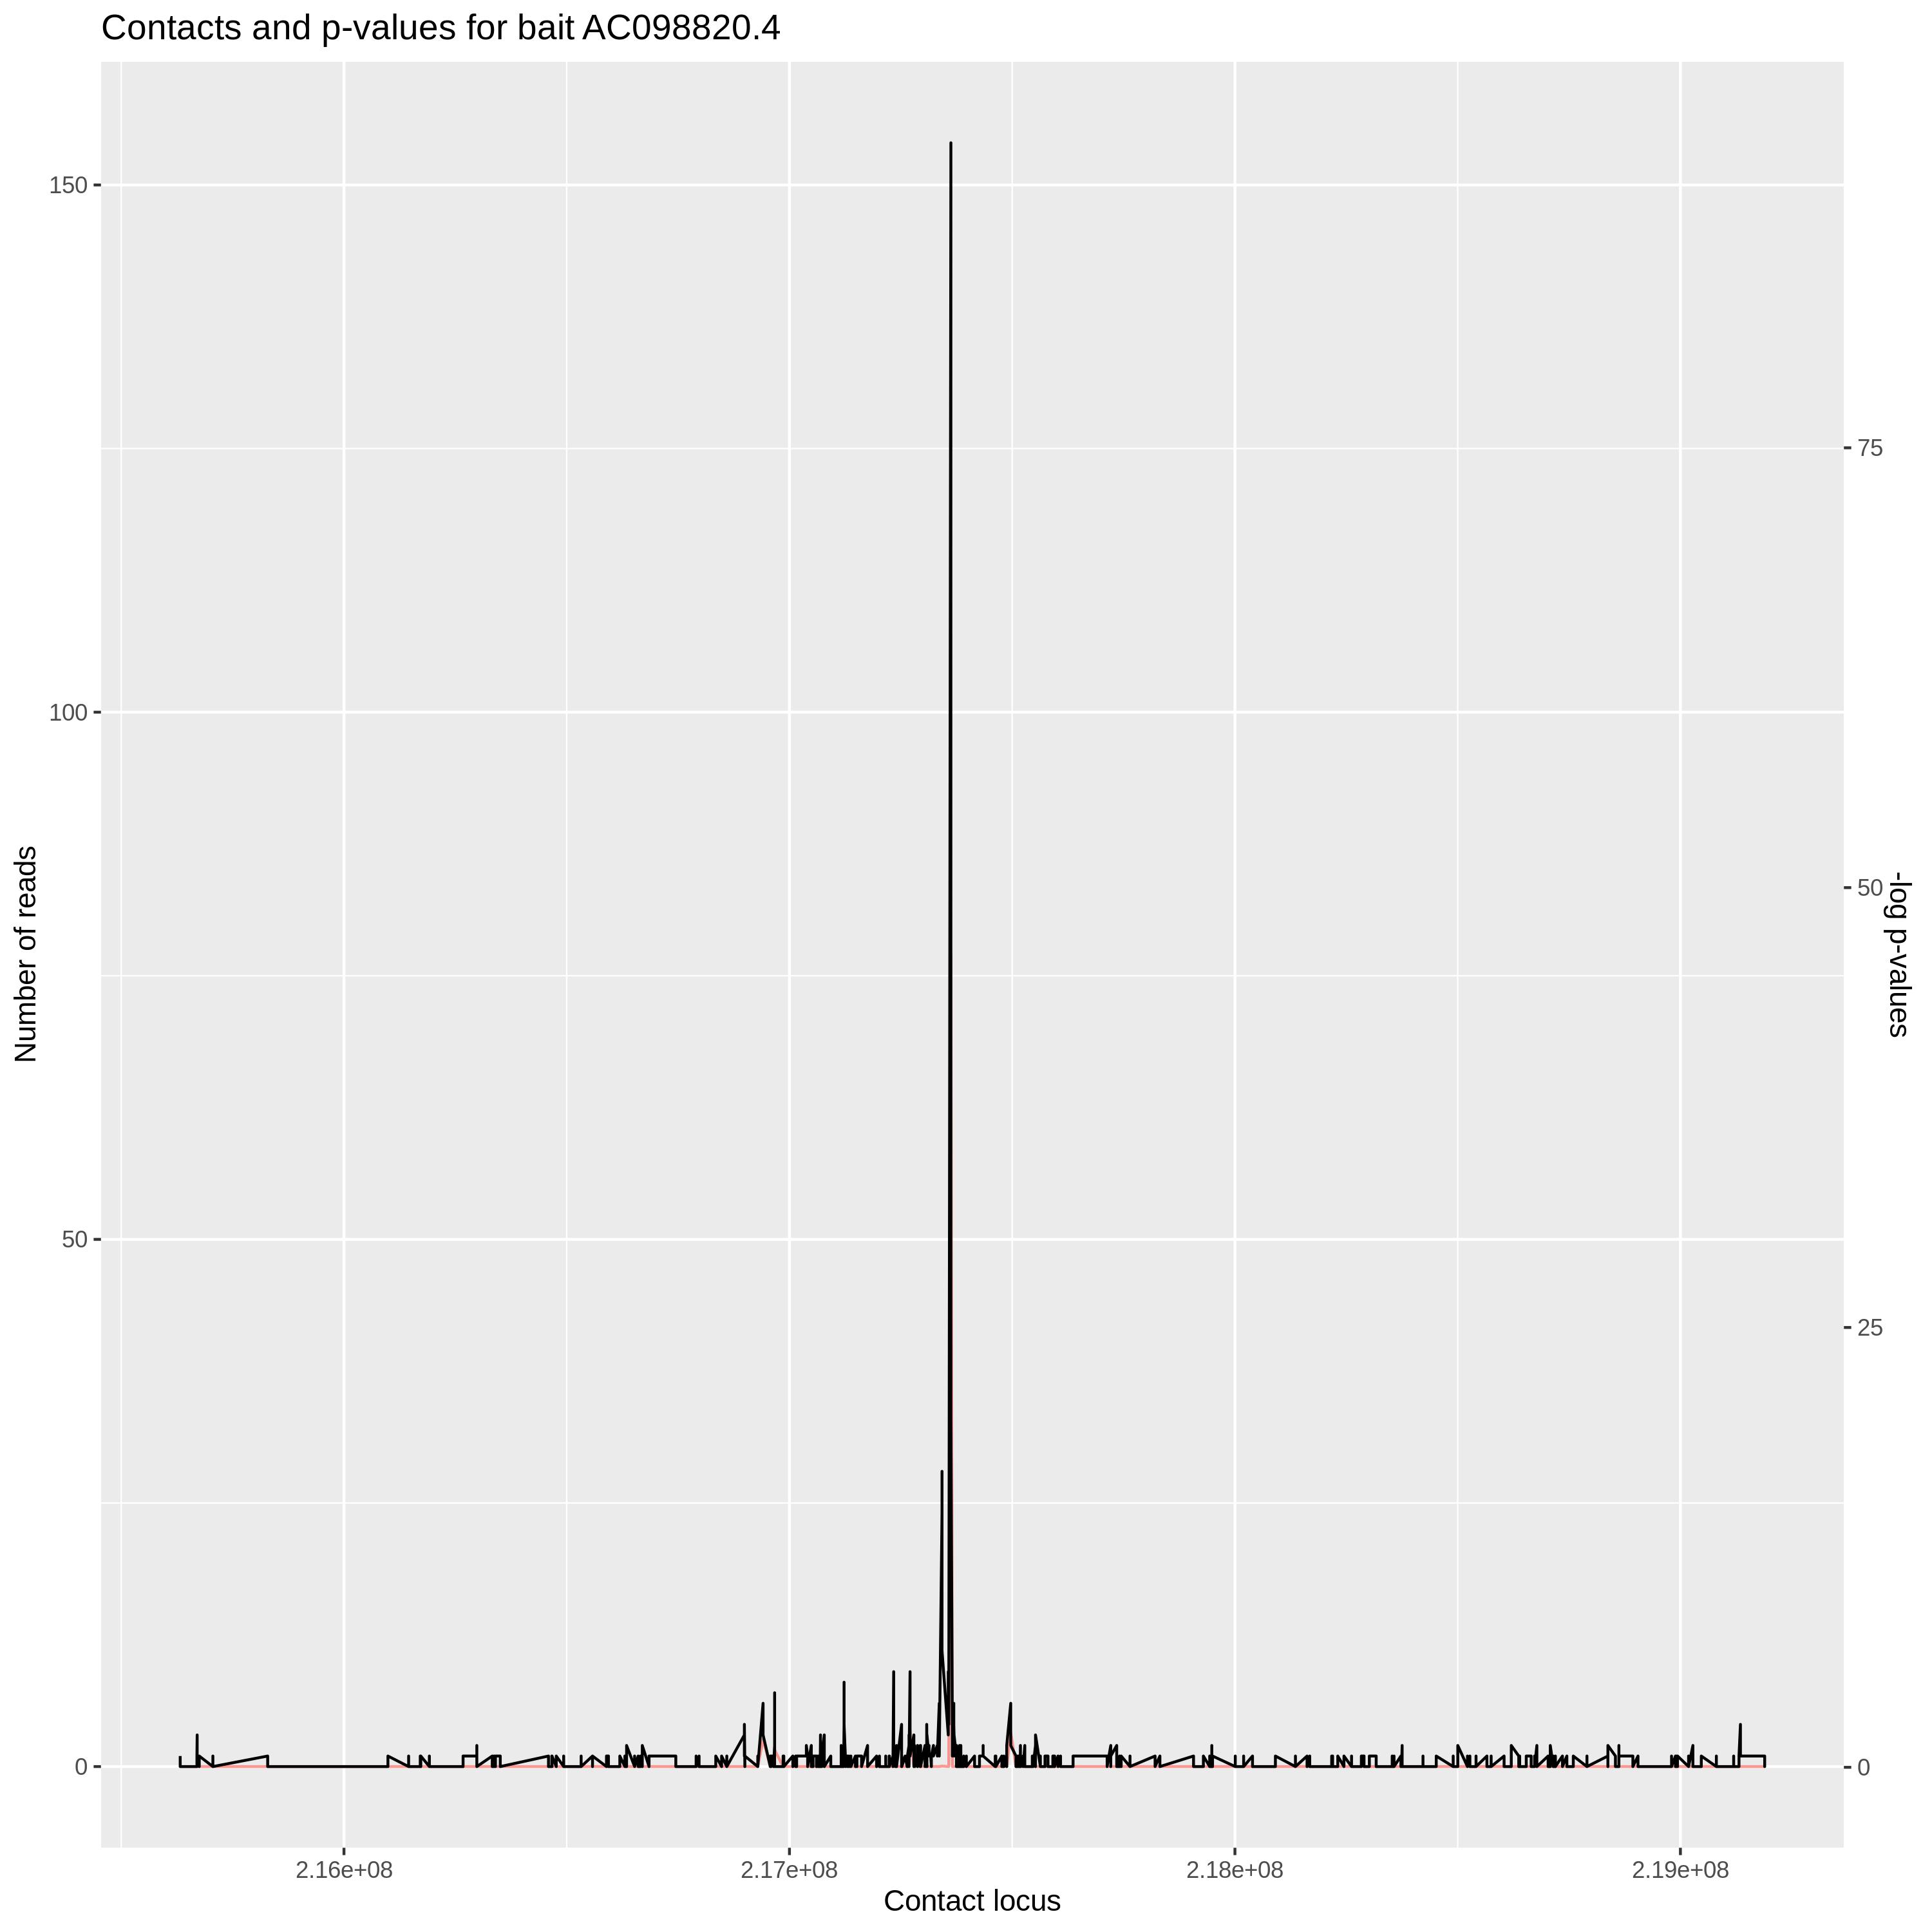 Contacts and p-values for bait AC098820.4
150
100
50
0
Number of reads
75
50
25
0
-log p-values
2.16e+08
2.17e+08
2.18e+08
2.19e+08
Contact locus